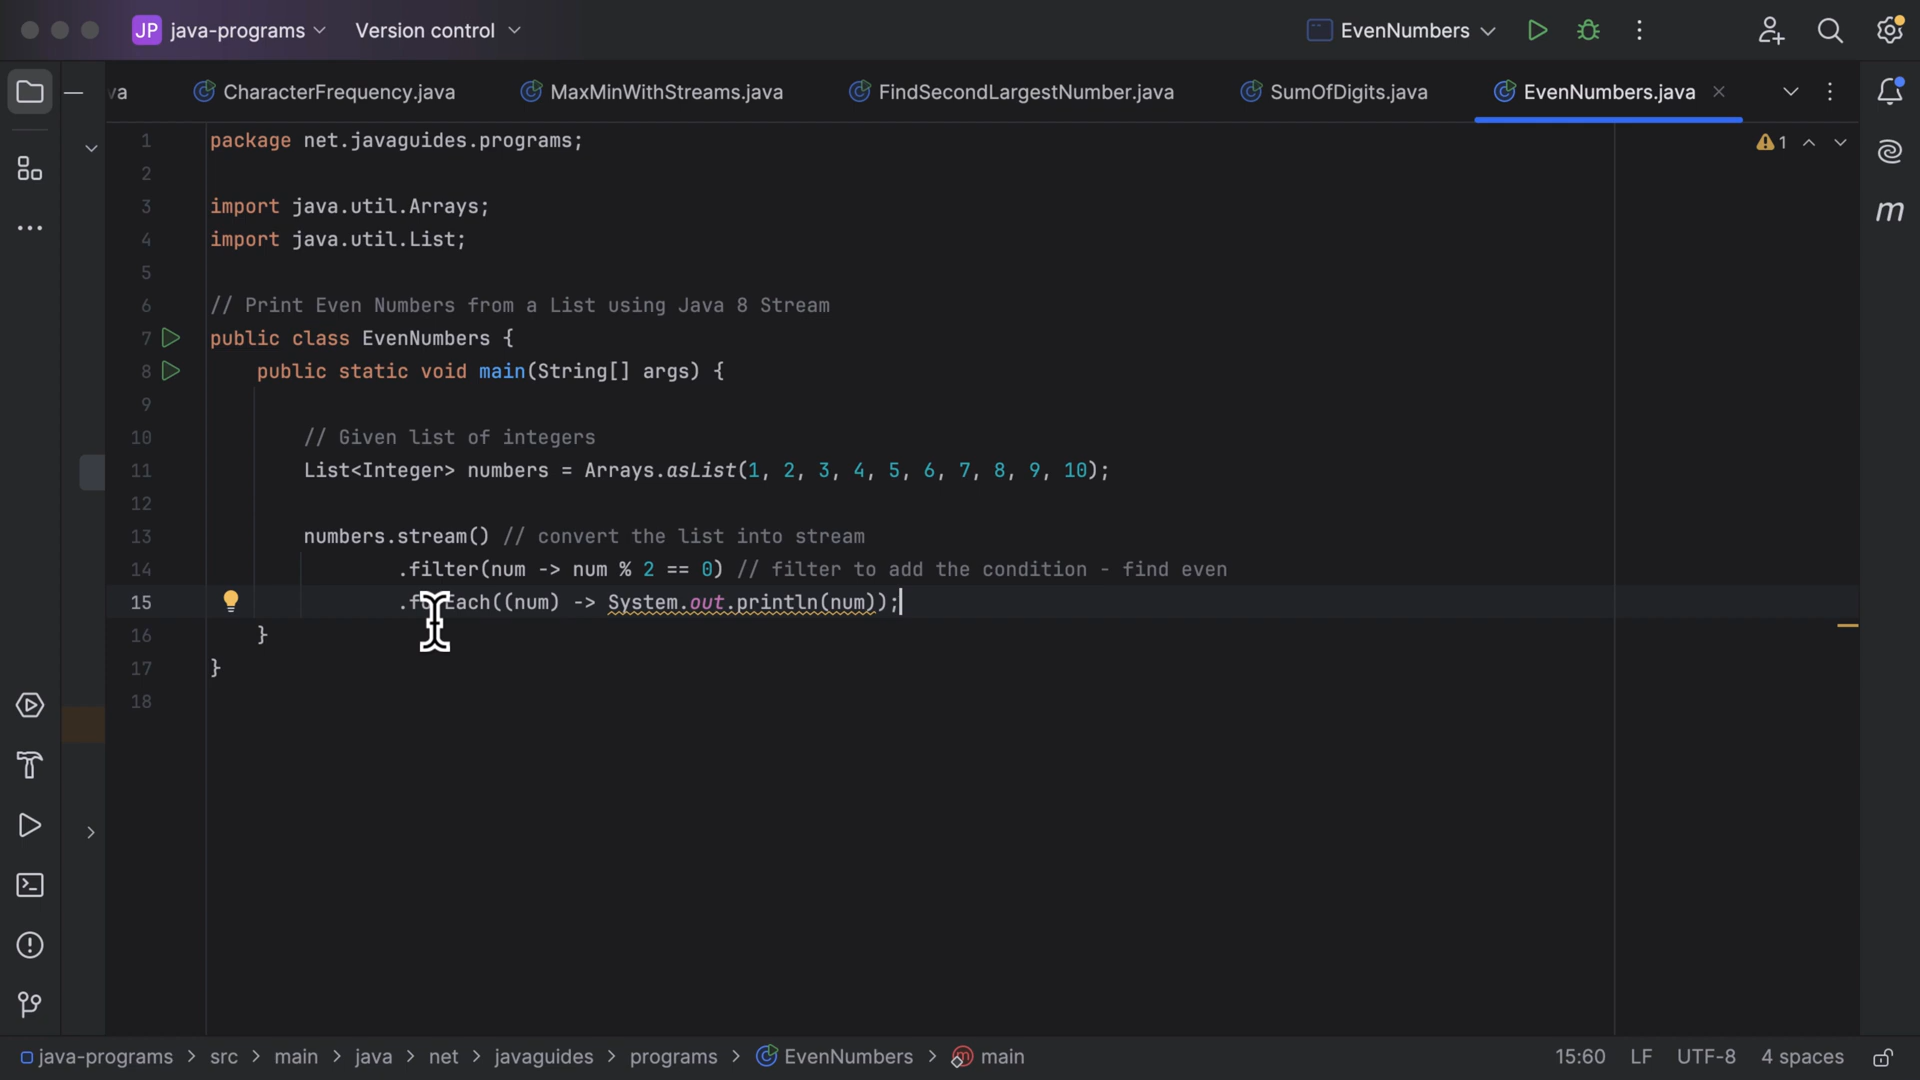 JP java-programs Version control EvenNumbers
va CharacterFrequency.java MaxMinWithStreams.java FindSecondLargestNumber.java SumOfDigits.java EvenNumbers.java
1 package net.javaguides.programs; 1
2
3 import java.util.Arrays;
4 import java.util.List;
5
6 // Print Even Numbers from a List using Java 8 Stream
7 public class EvenNumbers {
8 public static void main(String[] args) {
9
10 // Given list of integers
11 List<Integer> numbers = Arrays.asList(1, 2, 3, 4, 5, 6, 7, 8, 9, 10);
12
13 numbers.stream() // convert the list into stream
14 .filter(num -> num % 2 == 0) // filter to add the condition - find even
15 .forEach((num) -> System.out.println(num));
16 }
17 }
18
m
java-programs > src > main > java > net > javaguides > programs > EvenNumbers > m main 15:60 LF UTF-8 4 spaces